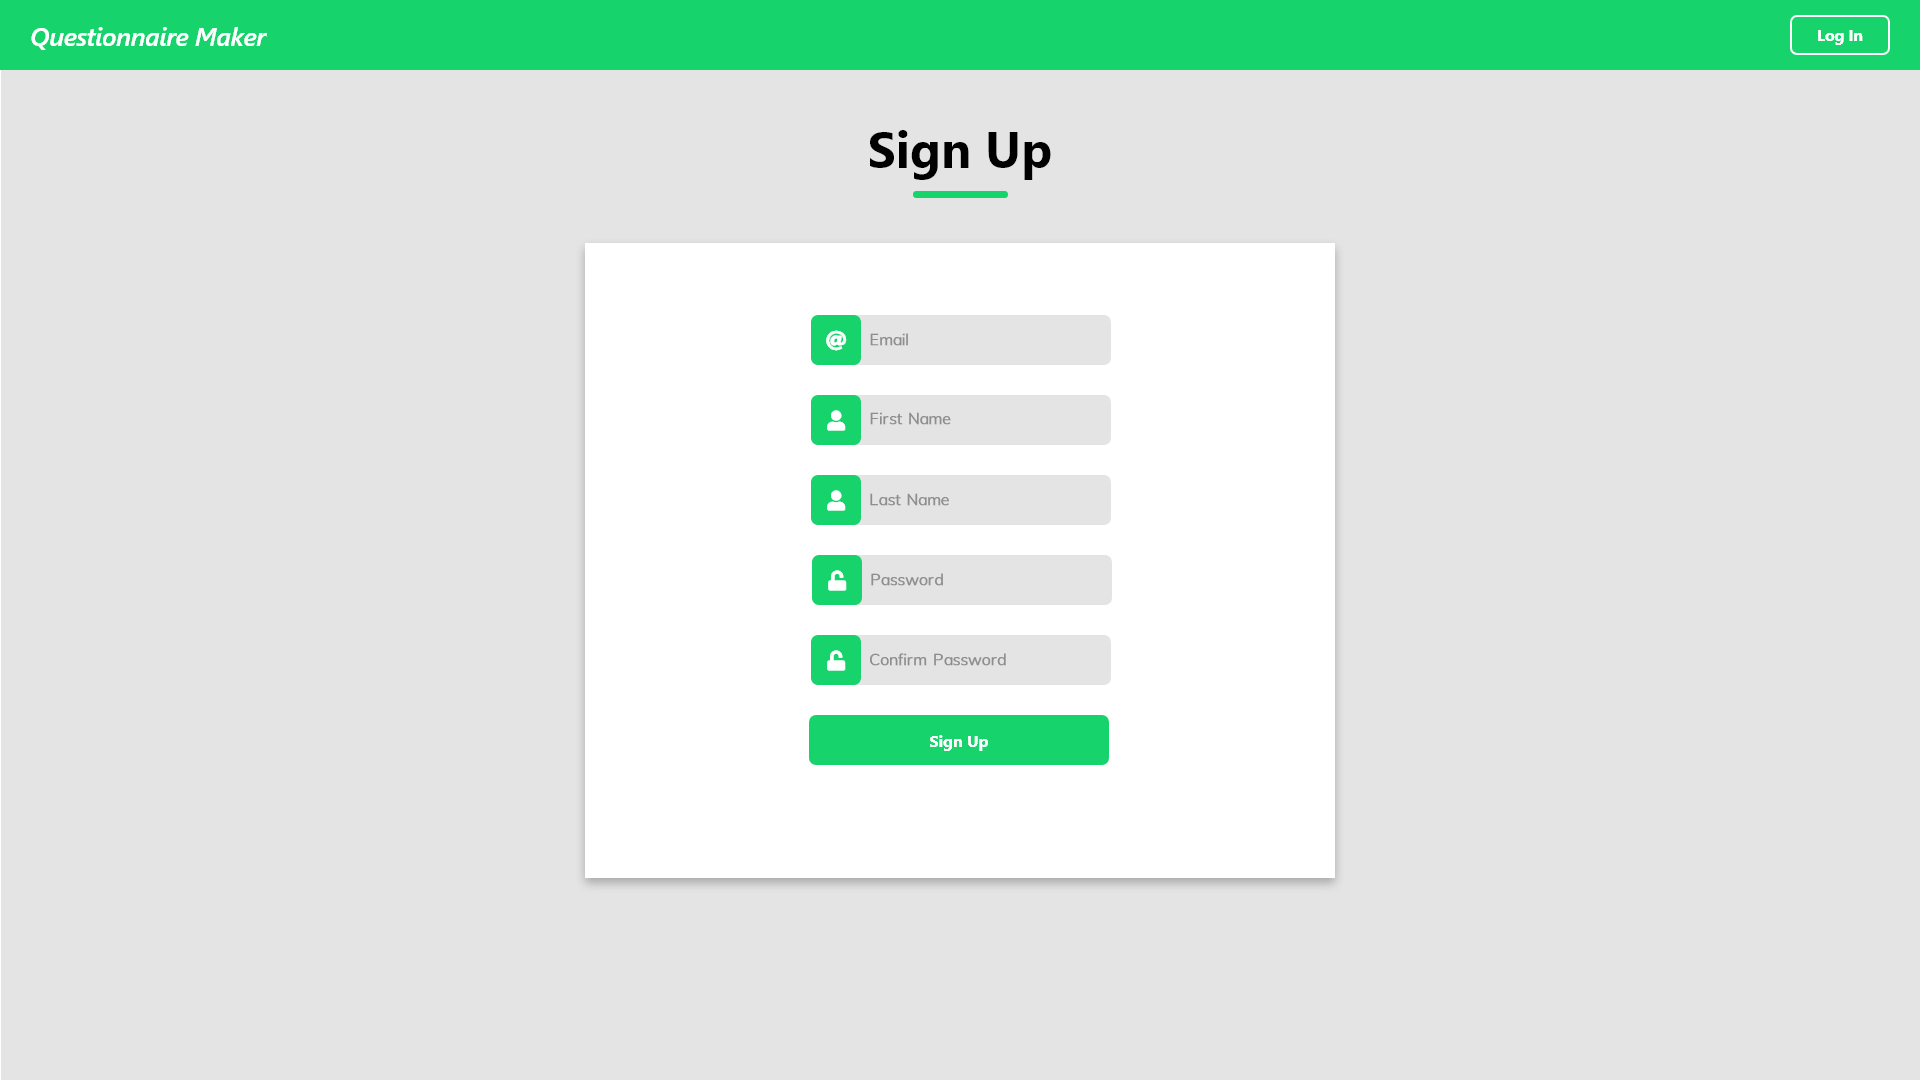 Questionnaire Maker
Log In
Sign Up
@
Email
First Name
Last Name
Password
Confirm Password
Sign Up